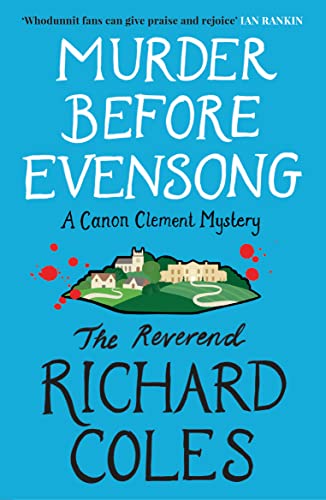 'Whodunnit fans can give praise and rejoice' IAN RANKIN
MURDER
BEFORE
EVENSONG
A Canon Clement Mystery
The Reverend
RICHARD
COLES